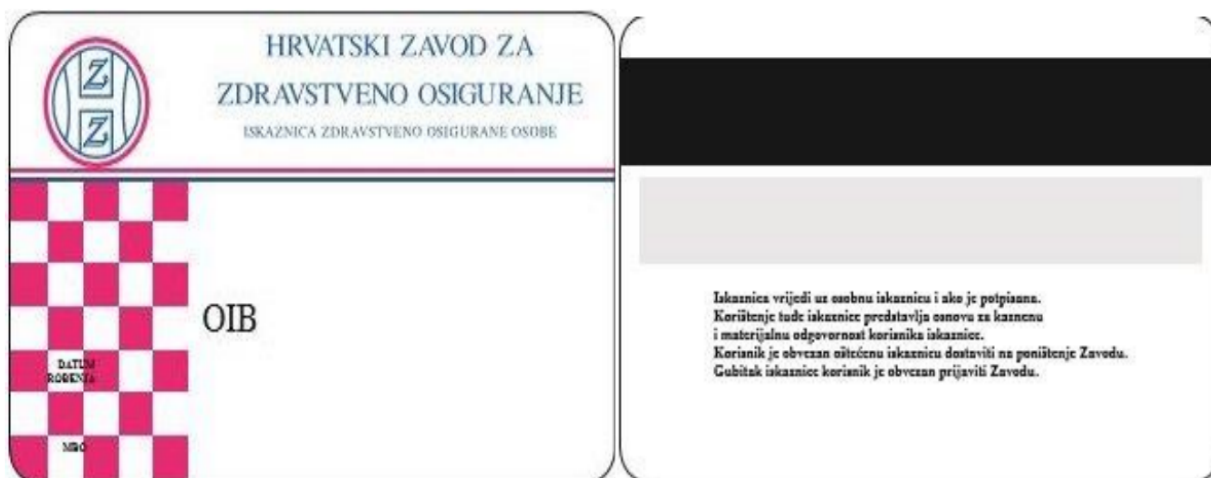 Z
Z
HRVATSKI ZAVOD ZA
ZDRAVSTVENO OSIGURANJE
ISKAZNICA ZDRAVSTVENO OSIGURANE OSOBE
OIB
DATUM
ROĐENJA
MBO
Iskaznica vrijedi uz osobnu iskaznicu i ako je potpisana.
Korištenje tuđe iskaznice predstavlja osnovu za kaznenu
i materijalnu odgovornost korisnika iskaznice.
Korisnik je obvezan oštećenu iskaznicu dostaviti na poništenje Zavodu.
Gubitak iskaznice korisnik je obvezan prijaviti Zavodu.